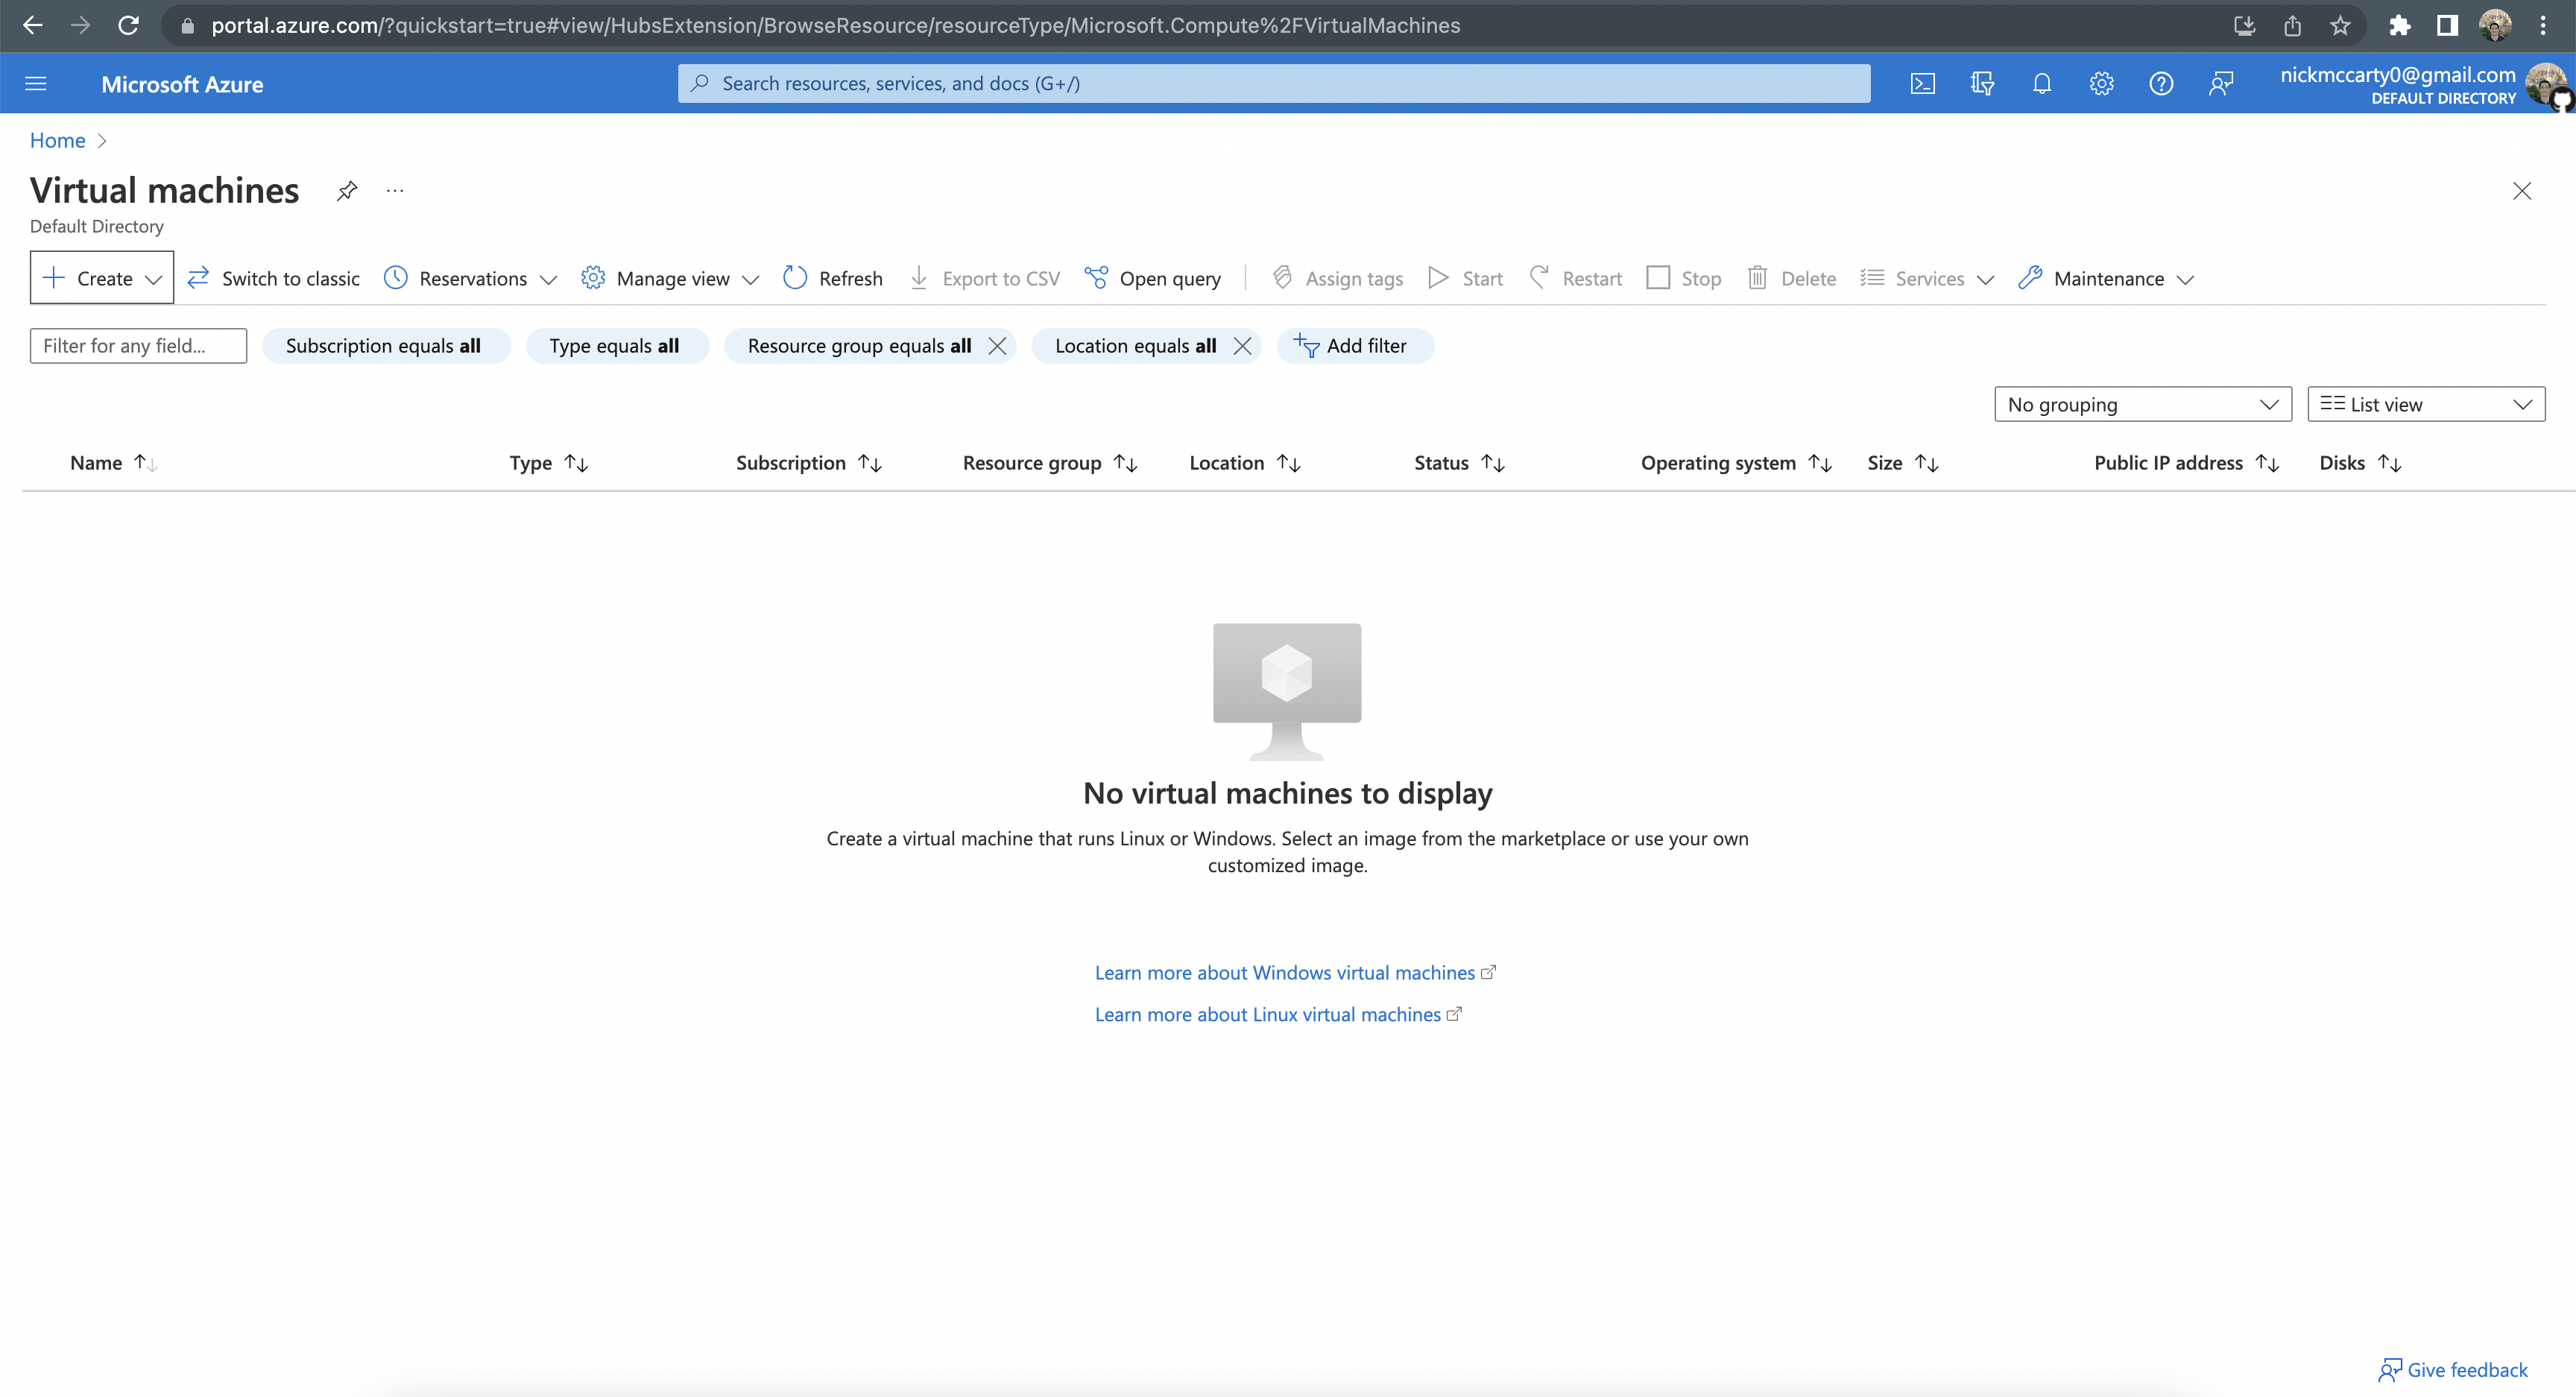 portal.azure.com/?quickstart=true#view/HubsExtension/BrowseResource/resourceType/Microsoft.Compute%2FVirtualMachines
Microsoft Azure
Search resources, services, and docs (G+/)
nickmccarty0@gmail.com
DEFAULT DIRECTORY
Home
Virtual machines
Default Directory
Create
Switch to classic
Reservations
Manage view
Refresh
Export to CSV
Open query
Assign tags
Start
Restart
Stop
Delete
Services
Maintenance
Filter for any field...
Subscription equals all
Type equals all
Resource group equals all
Location equals all
Add filter
No grouping
List view
Name
Type
Subscription
Resource group
Location
Status
Operating system
Size
Public IP address
Disks
No virtual machines to display
Create a virtual machine that runs Linux or Windows. Select an image from the marketplace or use your own
customized image.
Learn more about Windows virtual machines
Learn more about Linux virtual machines
Give feedback